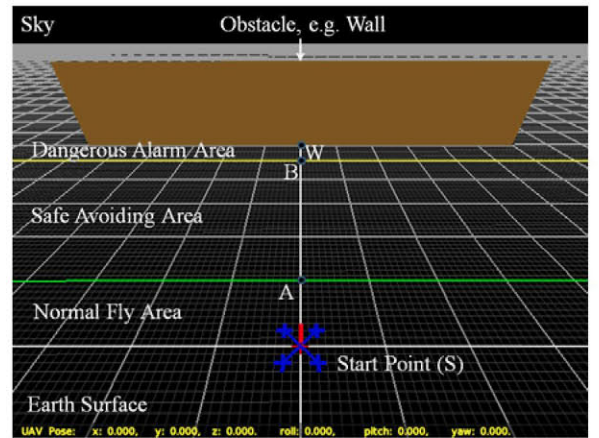 Sky
Obstacle, e.g. Wall
Dangerous Alarm Area
W
B
Safe Avoiding Area
A
Normal Fly Area
Start Point (S)
Earth Surface
UAV Pose: x: 0.000, y: 0.000, z: 0.000. roll: 0.000, pitch: 0.000, yaw: 0.000.